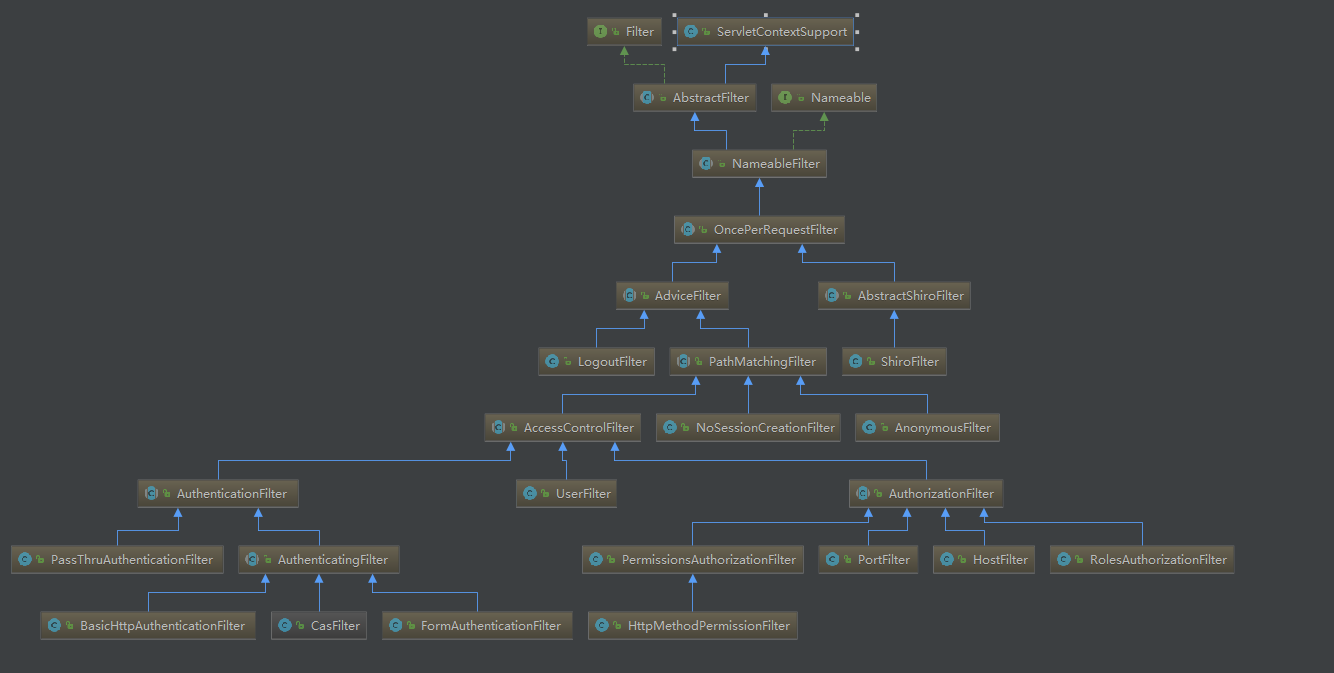 Filter
ServletContextSupport
AbstractFilter
Nameable
NameableFilter
OncePerRequestFilter
AdviceFilter
AbstractShiroFilter
LogoutFilter
PathMatchingFilter
ShiroFilter
AccessControlFilter
NoSessionCreationFilter
AnonymousFilter
AuthenticationFilter
UserFilter
AuthorizationFilter
PassThruAuthenticationFilter
AuthenticatingFilter
PermissionsAuthorizationFilter
PortFilter
HostFilter
RolesAuthorizationFilter
BasicHttpAuthenticationFilter
CasFilter
FormAuthenticationFilter
HttpMethodPermissionFilter